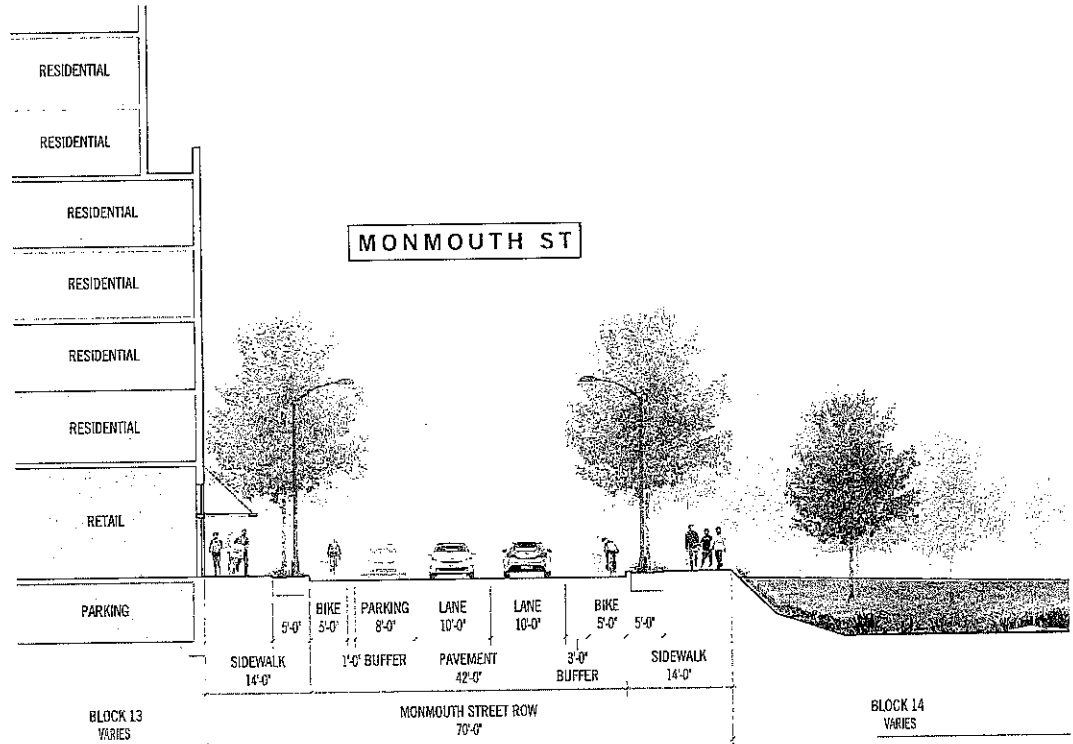 RESIDENTIAL
RESIDENTIAL
RESIDENTIAL
MONMOUTH ST
RESIDENTIAL
RESIDENTIAL
RESIDENTIAL
RETAIL
PARKING
5'-0"
BIKE
5'-0"
PARKING
8'-0"
LANE
10'-0"
LANE
10'-0"
BIKE
5'-0"
5'-0"
SIDEWALK
14'-0"
1'-0" BUFFER
PAVEMENT
42'-0"
3'-0"
BUFFER
SIDEWALK
14'-0"
BLOCK 13
VARIES
MONMOUTH STREET ROW
70'-0"
BLOCK 14
VARIES